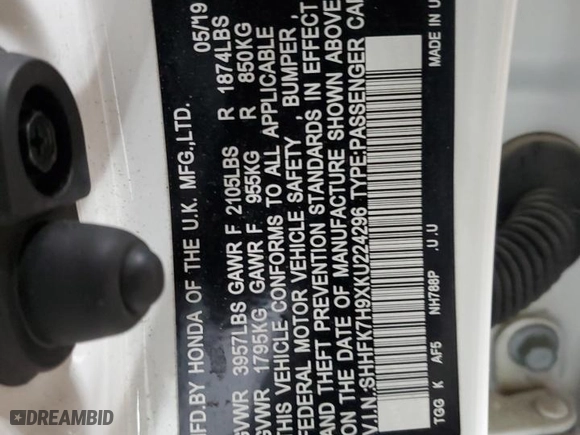 MFD.BY HONDA OF THE U.K. MFG.,LTD. 05/19
GVWR 3957LBS GAWR F 2105LBS R 1874LBS
GVWR 1795KG GAWR F 955KG R 850KG
THIS VEHICLE CONFORMS TO ALL APPLICABLE
MOTOR VEHICLE SAFETY , BUMPER ,
AND THEFT PREVENTION STANDARDS IN EFFECT
ON THE DATE OF MANUFACTURE SHOWN ABOVE
V.I.N.:SHHFK7H9XKU224296 TYPE:PASSENGER CAR
TGG K AF5 NH788P .U.U MADE IN
DREAMBID